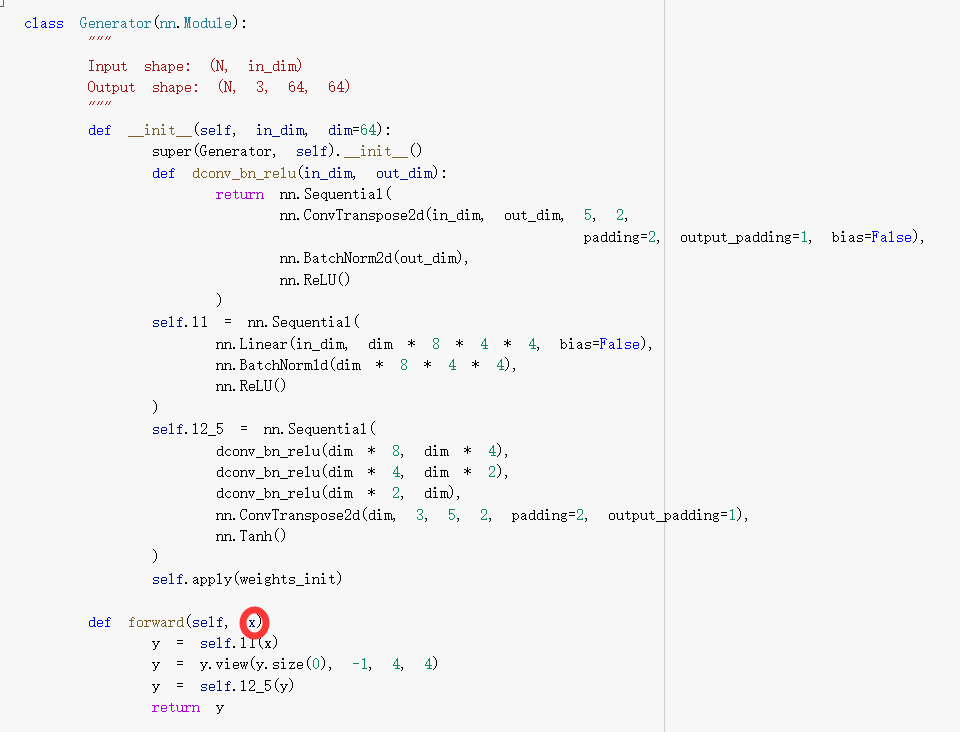 class Generator(nn.Module):
"""
Input shape: (N, in_dim)
Output shape: (N, 3, 64, 64)
"""
def __init__(self, in_dim, dim=64):
super(Generator, self).__init__()
def dconv_bn_relu(in_dim, out_dim):
return nn.Sequential(
nn.ConvTranspose2d(in_dim, out_dim, 5, 2,
padding=2, output_padding=1, bias=False),
nn.BatchNorm2d(out_dim),
nn.ReLU()
)
self.l1 = nn.Sequential(
nn.Linear(in_dim, dim * 8 * 4 * 4, bias=False),
nn.BatchNorm1d(dim * 8 * 4 * 4),
nn.ReLU()
)
self.l2_5 = nn.Sequential(
dconv_bn_relu(dim * 8, dim * 4),
dconv_bn_relu(dim * 4, dim * 2),
dconv_bn_relu(dim * 2, dim),
nn.ConvTranspose2d(dim, 3, 5, 2, padding=2, output_padding=1),
nn.Tanh()
)
self.apply(weights_init)
def forward(self, x)
y = self.l1(x)
y = y.view(y.size(0), -1, 4, 4)
y = self.l2_5(y)
return y